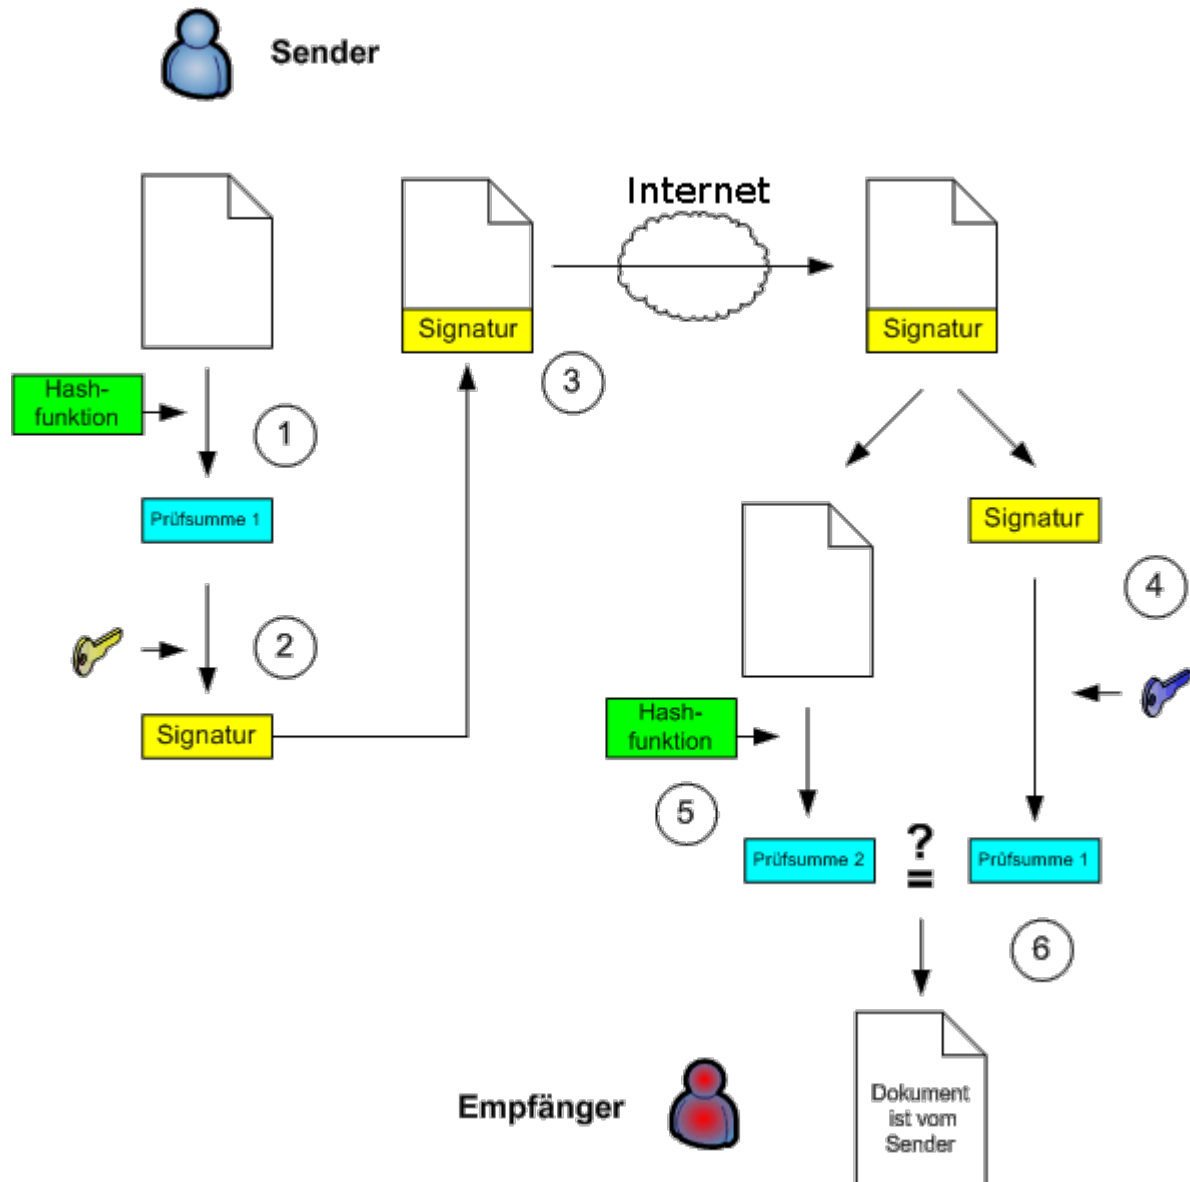 Sender
Internet
Signatur
Signatur
Hash-
funktion
1
3
Prüfsumme 1
Signatur
2
4
Signatur
Hash-
funktion
5
Prüfsumme 2
?
=
Prüfsumme 1
6
Empfänger
Dokument
ist vom
Sender